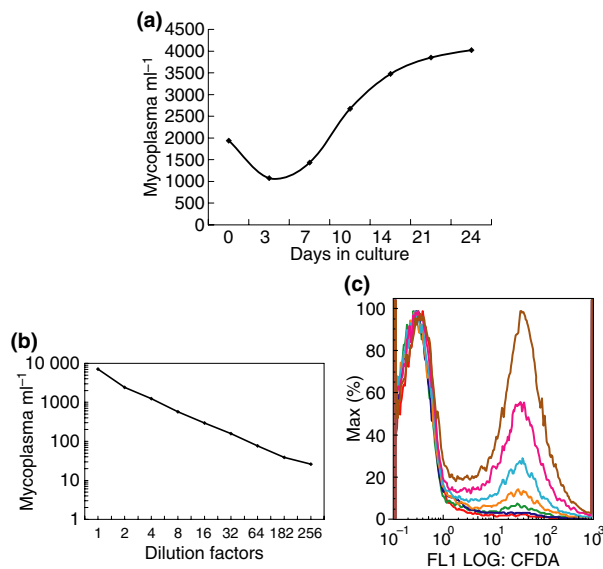 (a)
Mycoplasma ml⁻¹
4500
4000
3500
3000
2500
2000
1500
1000
500
0
0 3 7 10 14 21 24
Days in culture
(b)
Mycoplasma ml⁻¹
10 000
1000
100
10
1
1 2 4 8 16 32 64 182 256
Dilution factors
(c)
Max (%)
100
80
60
40
20
0
10⁻¹ 10⁰ 10¹ 10² 10³
FL1 LOG: CFDA